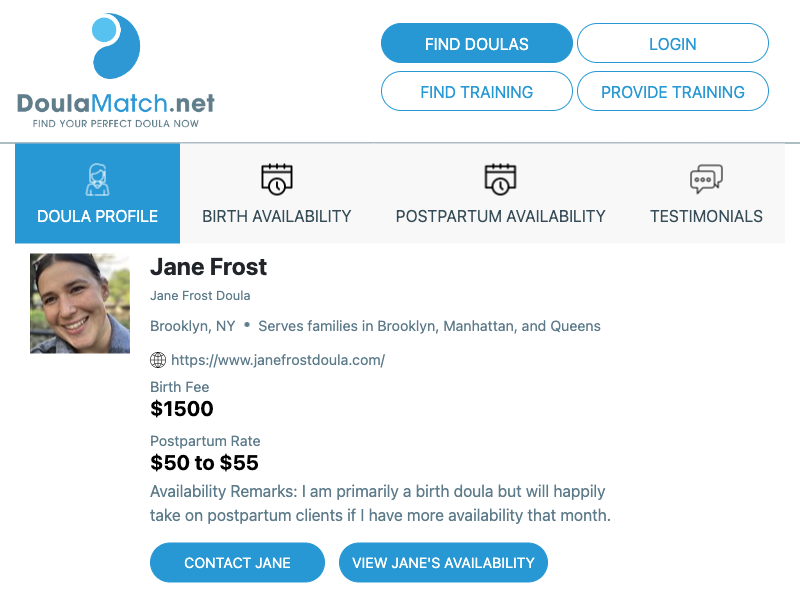 DoulaMatch.net
FIND YOUR PERFECT DOULA NOW
FIND DOULAS
LOGIN
FIND TRAINING
PROVIDE TRAINING
DOULA PROFILE
BIRTH AVAILABILITY
POSTPARTUM AVAILABILITY
TESTIMONIALS
Jane Frost
Jane Frost Doula
Brooklyn, NY • Serves families in Brooklyn, Manhattan, and Queens
https://www.janefrostdoula.com/
Birth Fee
$1500
Postpartum Rate
$50 to $55
Availability Remarks: I am primarily a birth doula but will happily
take on postpartum clients if I have more availability that month.
CONTACT JANE
VIEW JANE'S AVAILABILITY